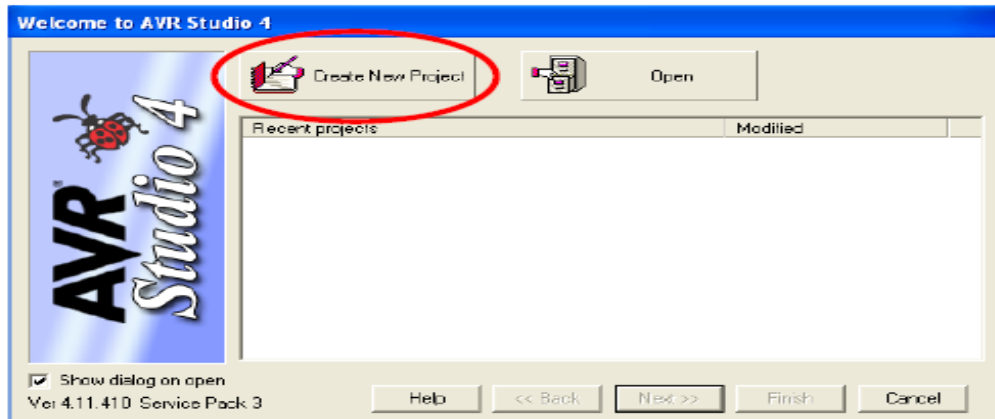 Welcome to AVR Studio 4
Create New Project
Open
Recent projects
Modified
AVR
Studio 4
Show dialog on open
Ver 4.11.410 Service Pack 3
Help
<< Back
Next >>
Finish
Cancel